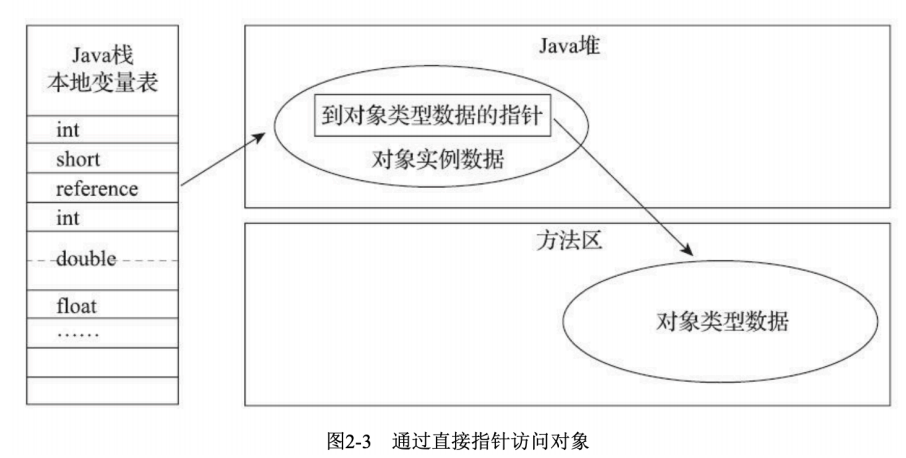 Java栈
本地变量表
int
short
reference
int
double
float
……
Java堆
到对象类型数据的指针
对象实例数据
方法区
对象类型数据
图2-3 通过直接指针访问对象